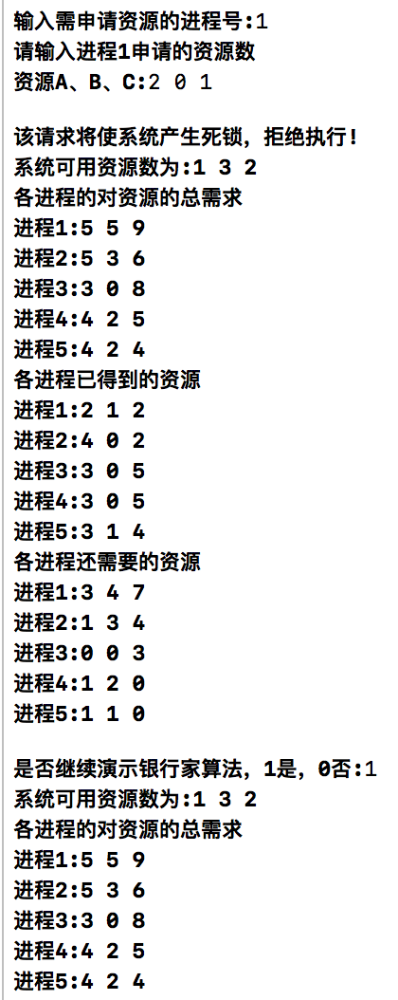 输入需申请资源的进程号:1
请输入进程1申请的资源数
资源A、B、C:2 0 1
该请求将使系统产生死锁，拒绝执行!
系统可用资源数为:1 3 2
各进程的对资源的总需求
进程1:5 5 9
进程2:5 3 6
进程3:3 0 8
进程4:4 2 5
进程5:4 2 4
各进程已得到的资源
进程1:2 1 2
进程2:4 0 2
进程3:3 0 5
进程4:3 0 5
进程5:3 1 4
各进程还需要的资源
进程1:3 4 7
进程2:1 3 4
进程3:0 0 3
进程4:1 2 0
进程5:1 1 0
是否继续演示银行家算法，1是，0否:1
系统可用资源数为:1 3 2
各进程的对资源的总需求
进程1:5 5 9
进程2:5 3 6
进程3:3 0 8
进程4:4 2 5
进程5:4 2 4